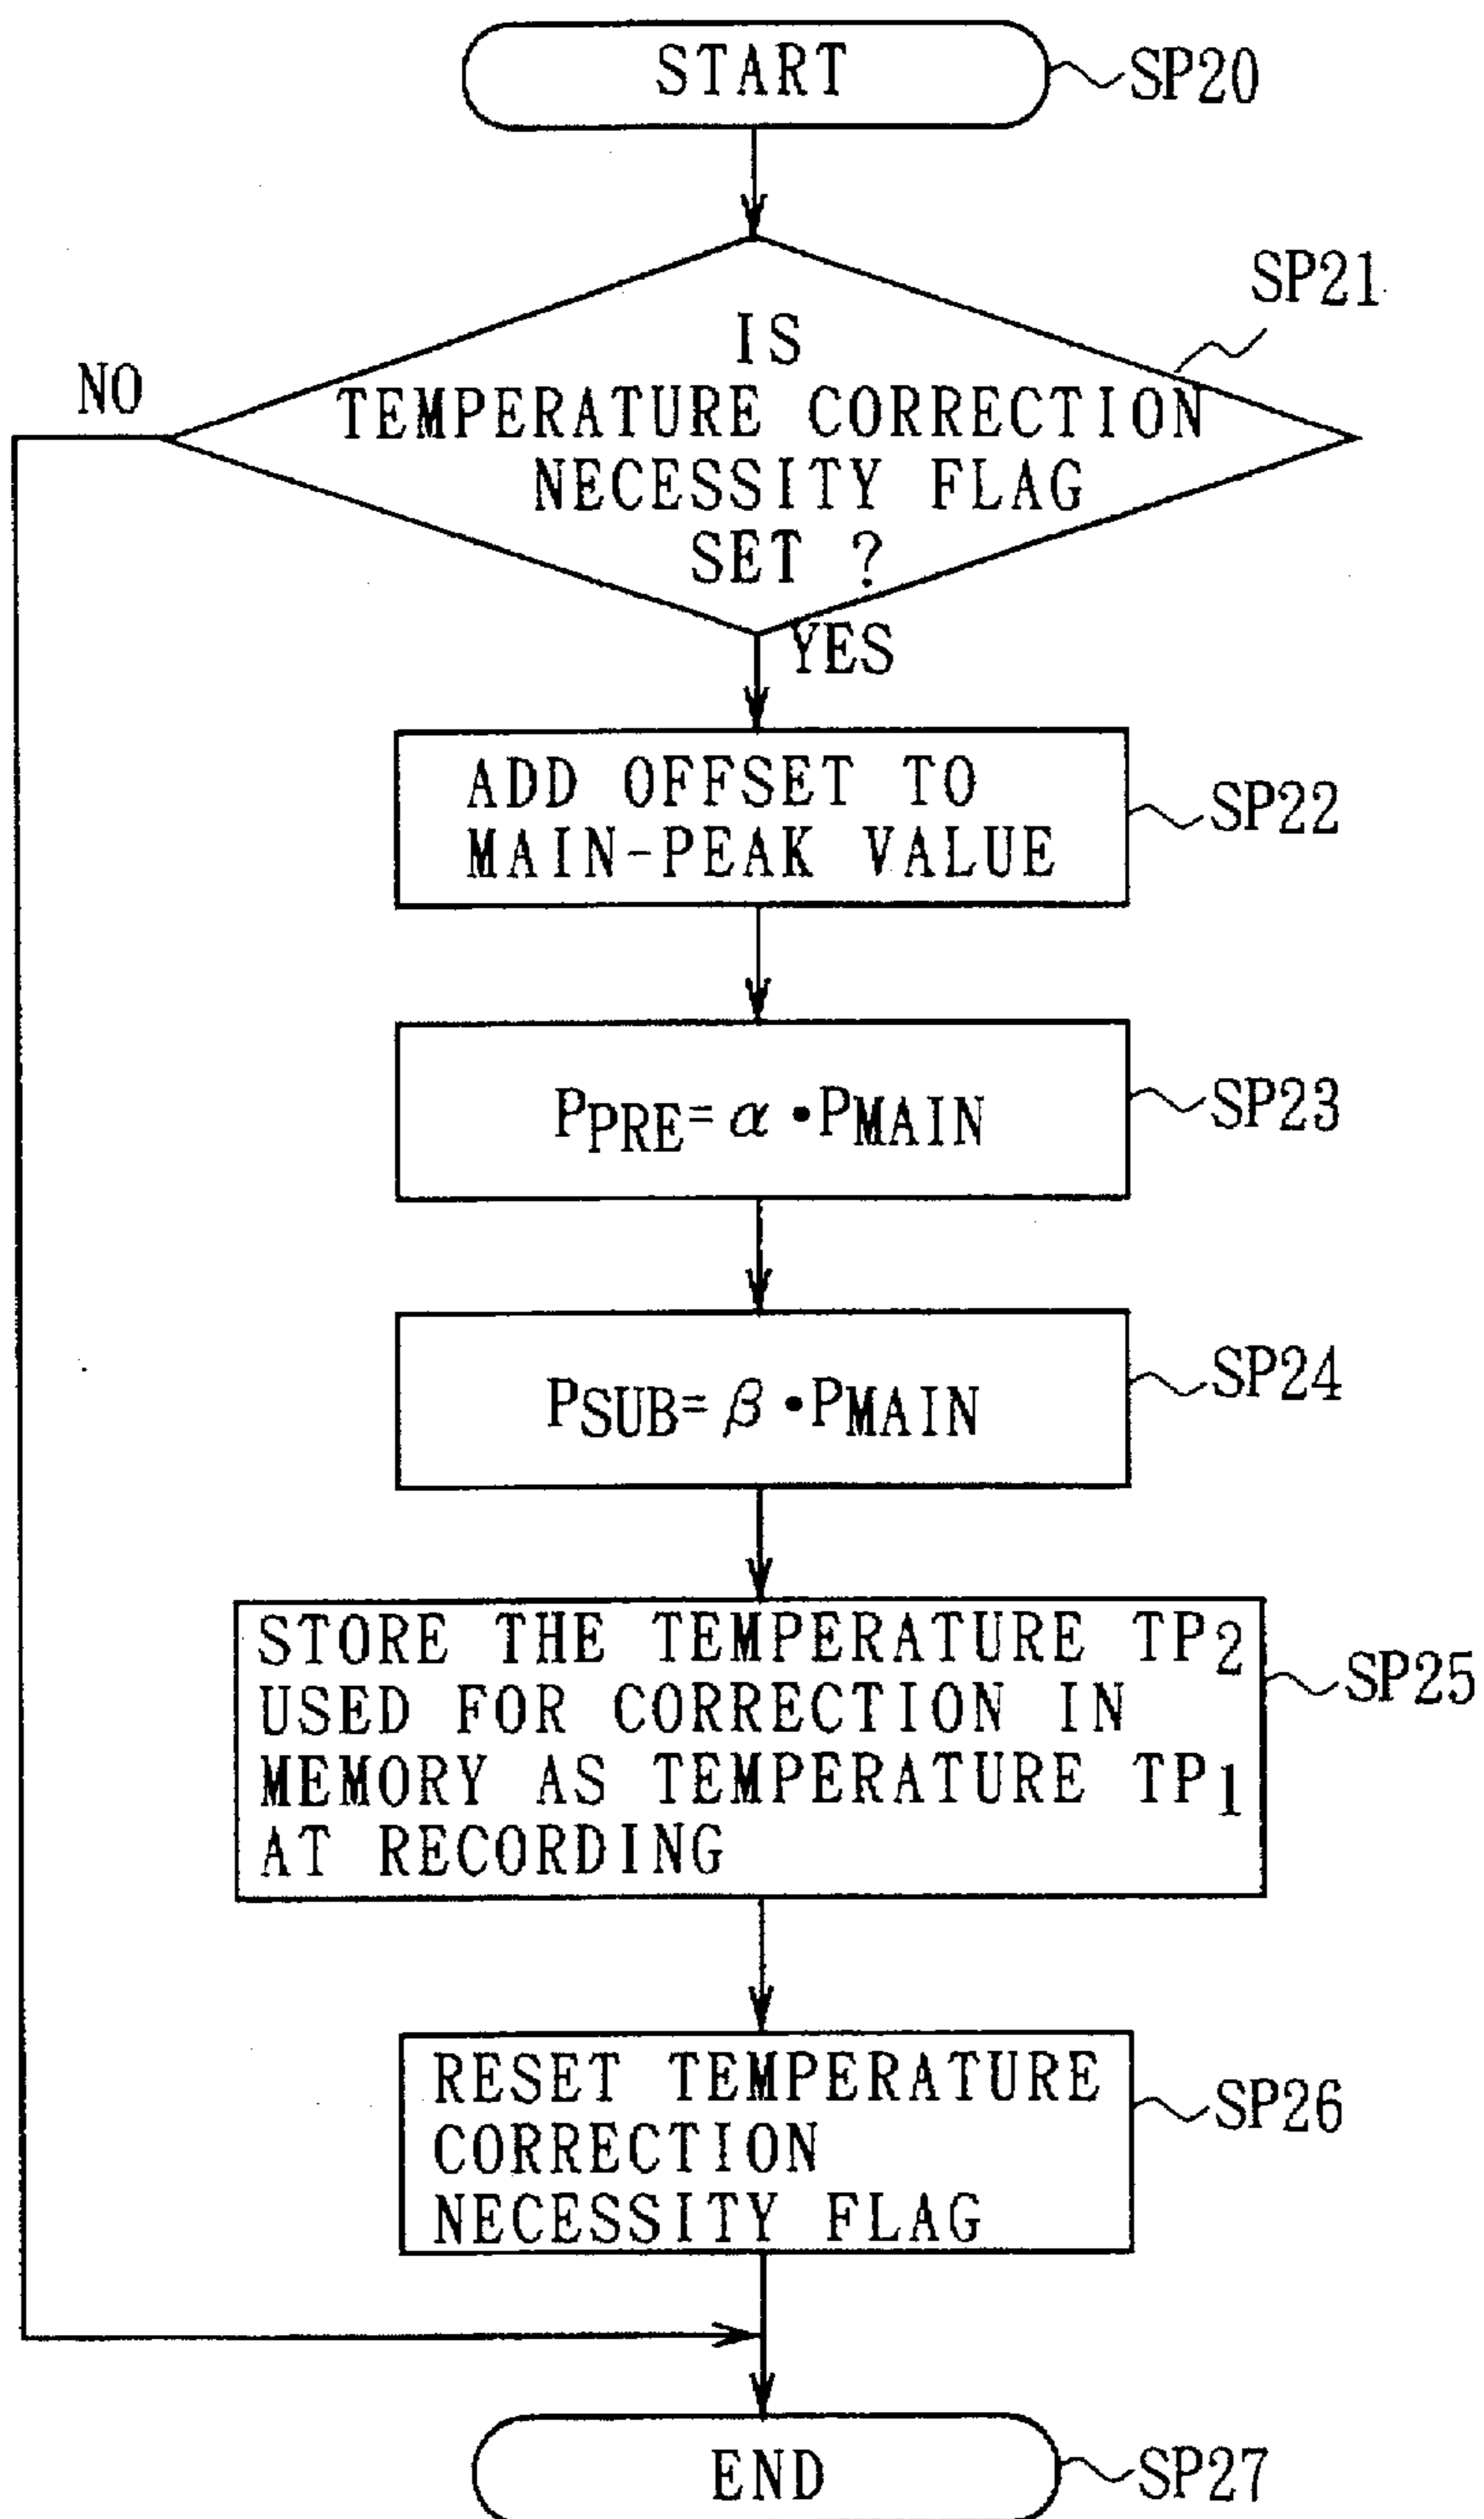 START
SP20
SP21
IS
NO
TEMPERATURE CORRECTION
NECESSITY FLAG
SET ?
YES
ADD OFFSET TO
MAIN-PEAK VALUE
SP22
PPRE=α•PMAIN
SP23
PSUB=β•PMAIN
SP24
STORE THE TEMPERATURE TP2
USED FOR CORRECTION IN
MEMORY AS TEMPERATURE TP1
AT RECORDING
SP25
RESET TEMPERATURE
CORRECTION
NECESSITY FLAG
SP26
END
SP27